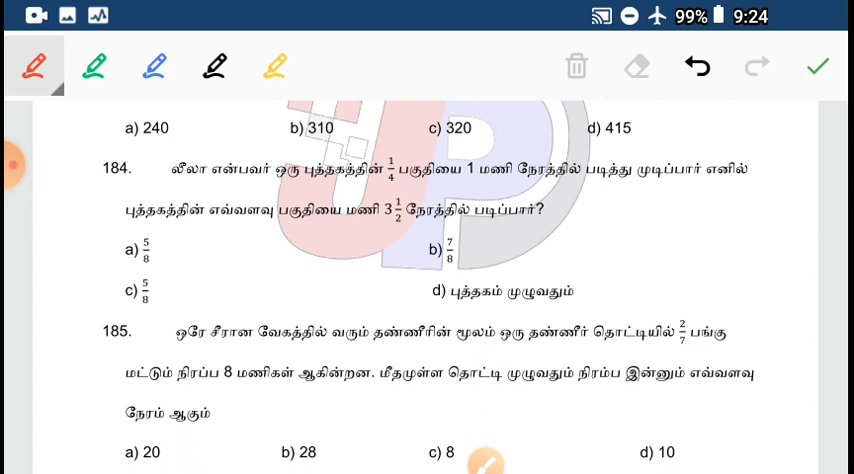 99% 9:24
a) 240 b) 310 c) 320 d) 415
184. லீலா என்பவர் ஒரு புத்தகத்தின் 1/4 பகுதியை 1 மணி நேரத்தில் படித்து முடிப்பார் எனில்
புத்தகத்தின் எவ்வளவு பகுதியை மணி 3 1/2 நேரத்தில் படிப்பார்?
a) 5/8 b) 7/8
c) 5/8 d) புத்தகம் முழுவதும்
185. ஒரே சீரான வேகத்தில் வரும் தண்ணீரின் மூலம் ஒரு தண்ணீர் தொட்டியில் 2/7 பங்கு
மட்டும் நிரப்ப 8 மணிகள் ஆகின்றன. மீதமுள்ள தொட்டி முழுவதும் நிரம்ப இன்னும் எவ்வளவு
நேரம் ஆகும்
a) 20 b) 28 c) 8 d) 10